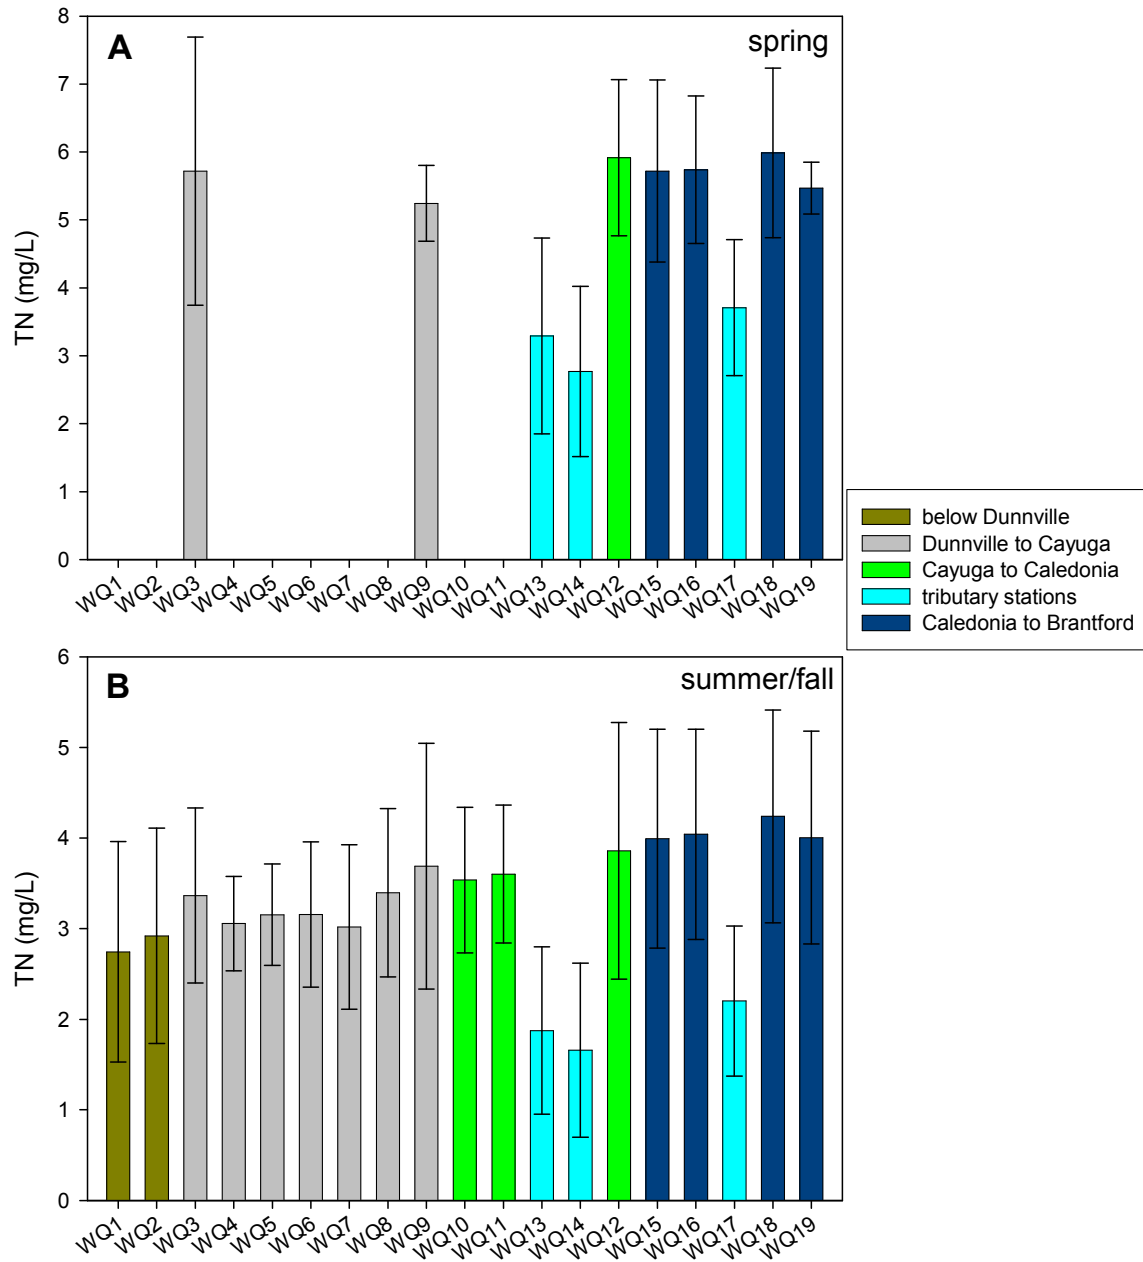 A
spring
8
7
6
5
4
3
2
1
0
TN (mg/L)
WQ1
WQ2
WQ3
WQ4
WQ5
WQ6
WQ7
WQ8
WQ9
WQ10
WQ11
WQ13
WQ14
WQ12
WQ15
WQ16
WQ17
WQ18
WQ19
below Dunnville
Dunnville to Cayuga
Cayuga to Caledonia
tributary stations
Caledonia to Brantford
B
summer/fall
6
5
4
3
2
1
0
TN (mg/L)
WQ1
WQ2
WQ3
WQ4
WQ5
WQ6
WQ7
WQ8
WQ9
WQ10
WQ11
WQ13
WQ14
WQ12
WQ15
WQ16
WQ17
WQ18
WQ19